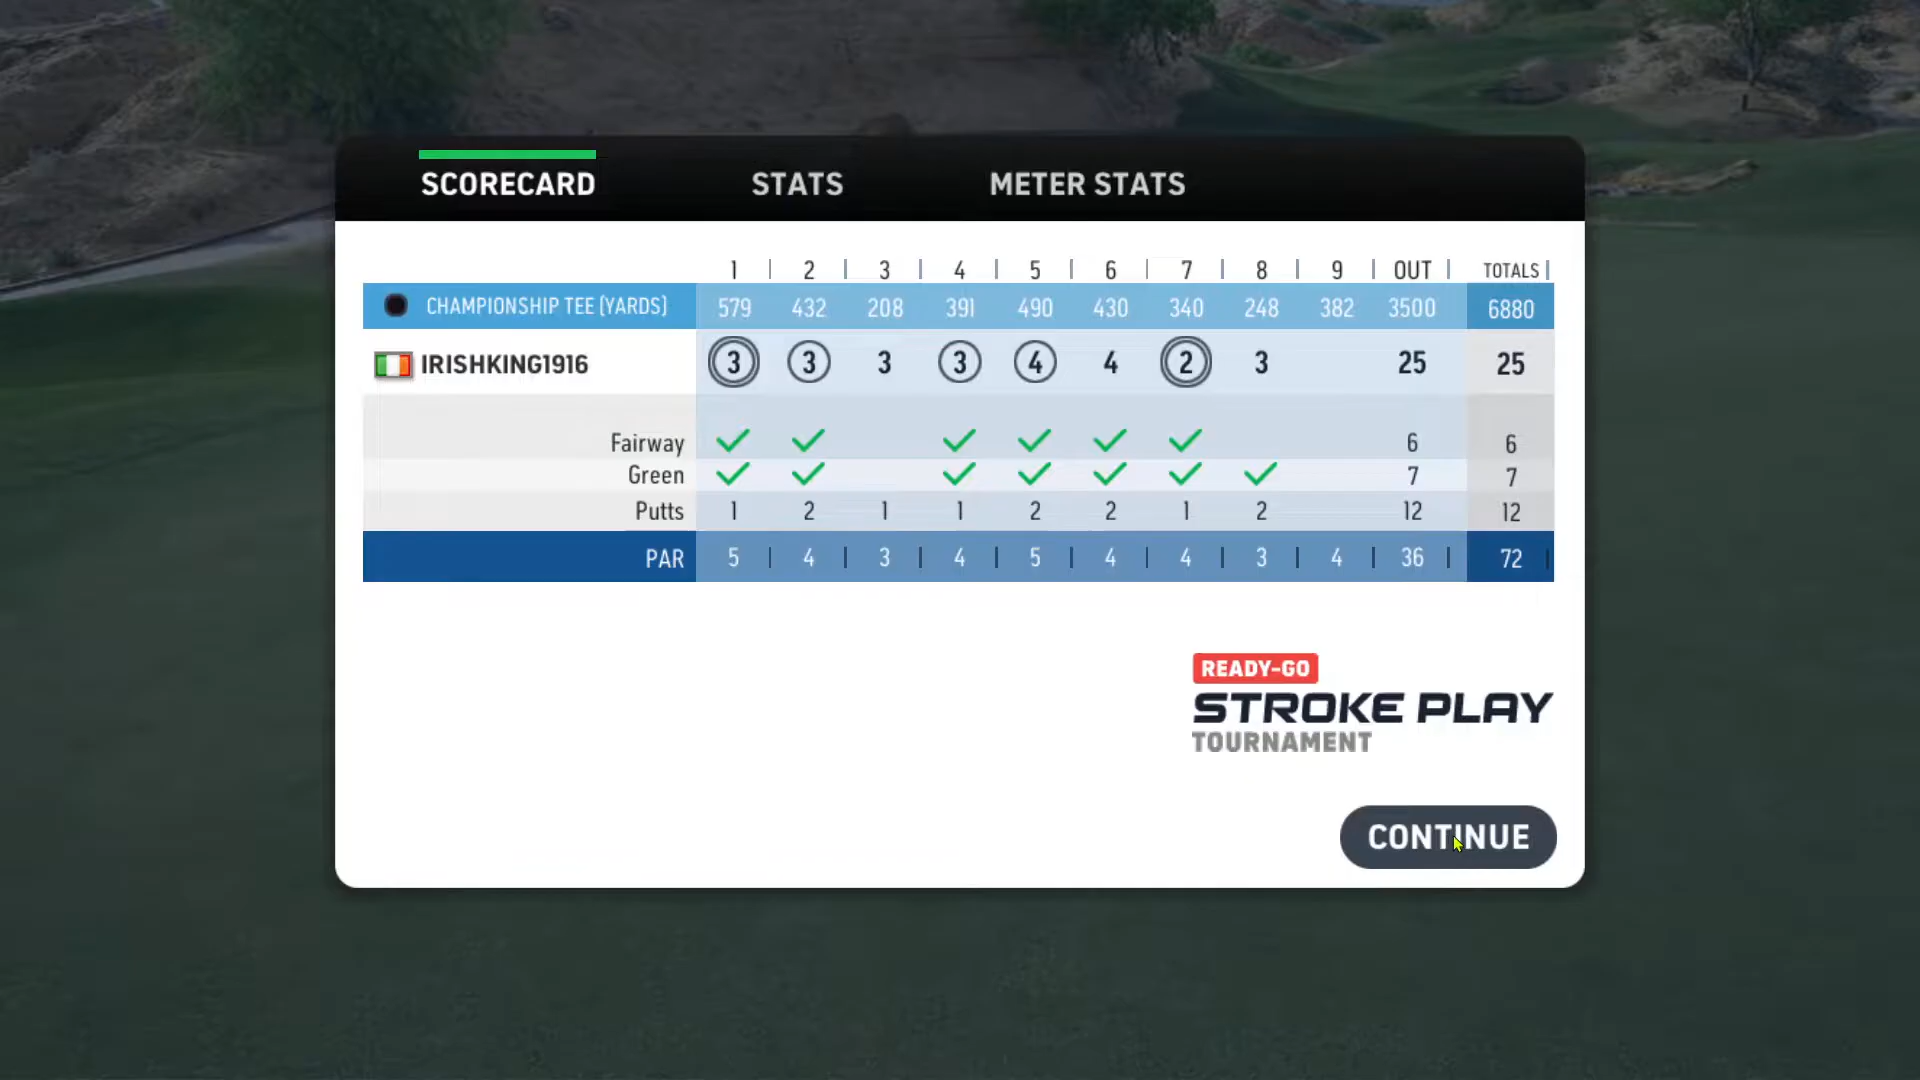 SCORECARD STATS METER STATS
1 | 2 | 3 | 4 | 5 | 6 | 7 | 8 | 9 | OUT | TOTALS |
CHAMPIONSHIP TEE (YARDS) 579 432 208 391 490 430 340 248 382 3500 6880
IRISHKING1916 3 3 3 3 4 4 2 3 25 25
Fairway 6 6
Green 7 7
Putts 1 2 1 1 2 2 1 2 12 12
PAR 5 | 4 | 3 | 4 | 5 | 4 | 4 | 3 | 4 | 36 | 72
READY-GO
STROKE PLAY
TOURNAMENT
CONTINUE